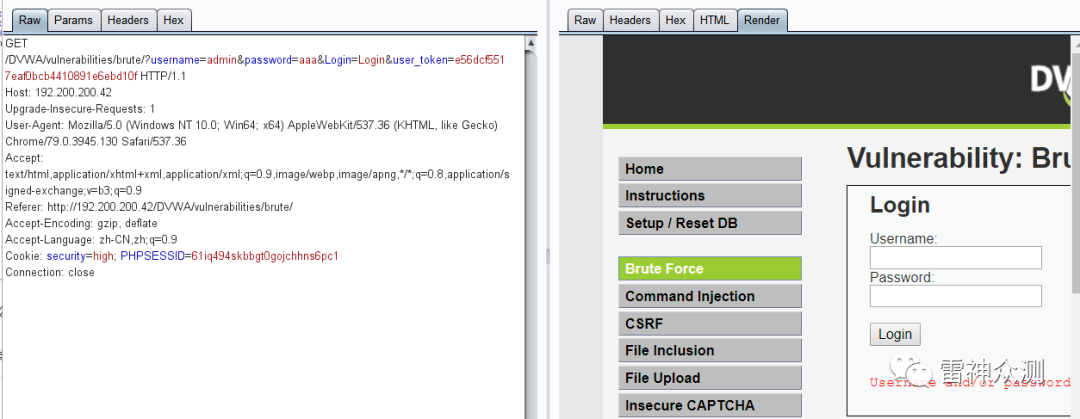 Raw Params Headers Hex
GET
/DVWA/vulnerabilities/brute/?username=admin&password=aaa&Login=Login&user_token=e56dcf551
7eaf0bcb4410891e6ebd10f HTTP/1.1
Host: 192.200.200.42
Upgrade-Insecure-Requests: 1
User-Agent: Mozilla/5.0 (Windows NT 10.0; Win64; x64) AppleWebKit/537.36 (KHTML, like Gecko)
Chrome/79.0.3945.130 Safari/537.36
Accept:
text/html,application/xhtml+xml,application/xml;q=0.9,image/webp,image/apng,*/*;q=0.8,application/s
igned-exchange;v=b3;q=0.9
Referer: http://192.200.200.42/DVWA/vulnerabilities/brute/
Accept-Encoding: gzip, deflate
Accept-Language: zh-CN,zh;q=0.9
Cookie: security=high; PHPSESSID=61iq494skbbgt0gojchhns6pc1
Connection: close
Raw Headers Hex HTML Render
DV
Home
Instructions
Setup / Reset DB
Brute Force
Command Injection
CSRF
File Inclusion
File Upload
Insecure CAPTCHA
Vulnerability: Bru
Login
Username:
Password:
Login
Username and/or password
雷神众测